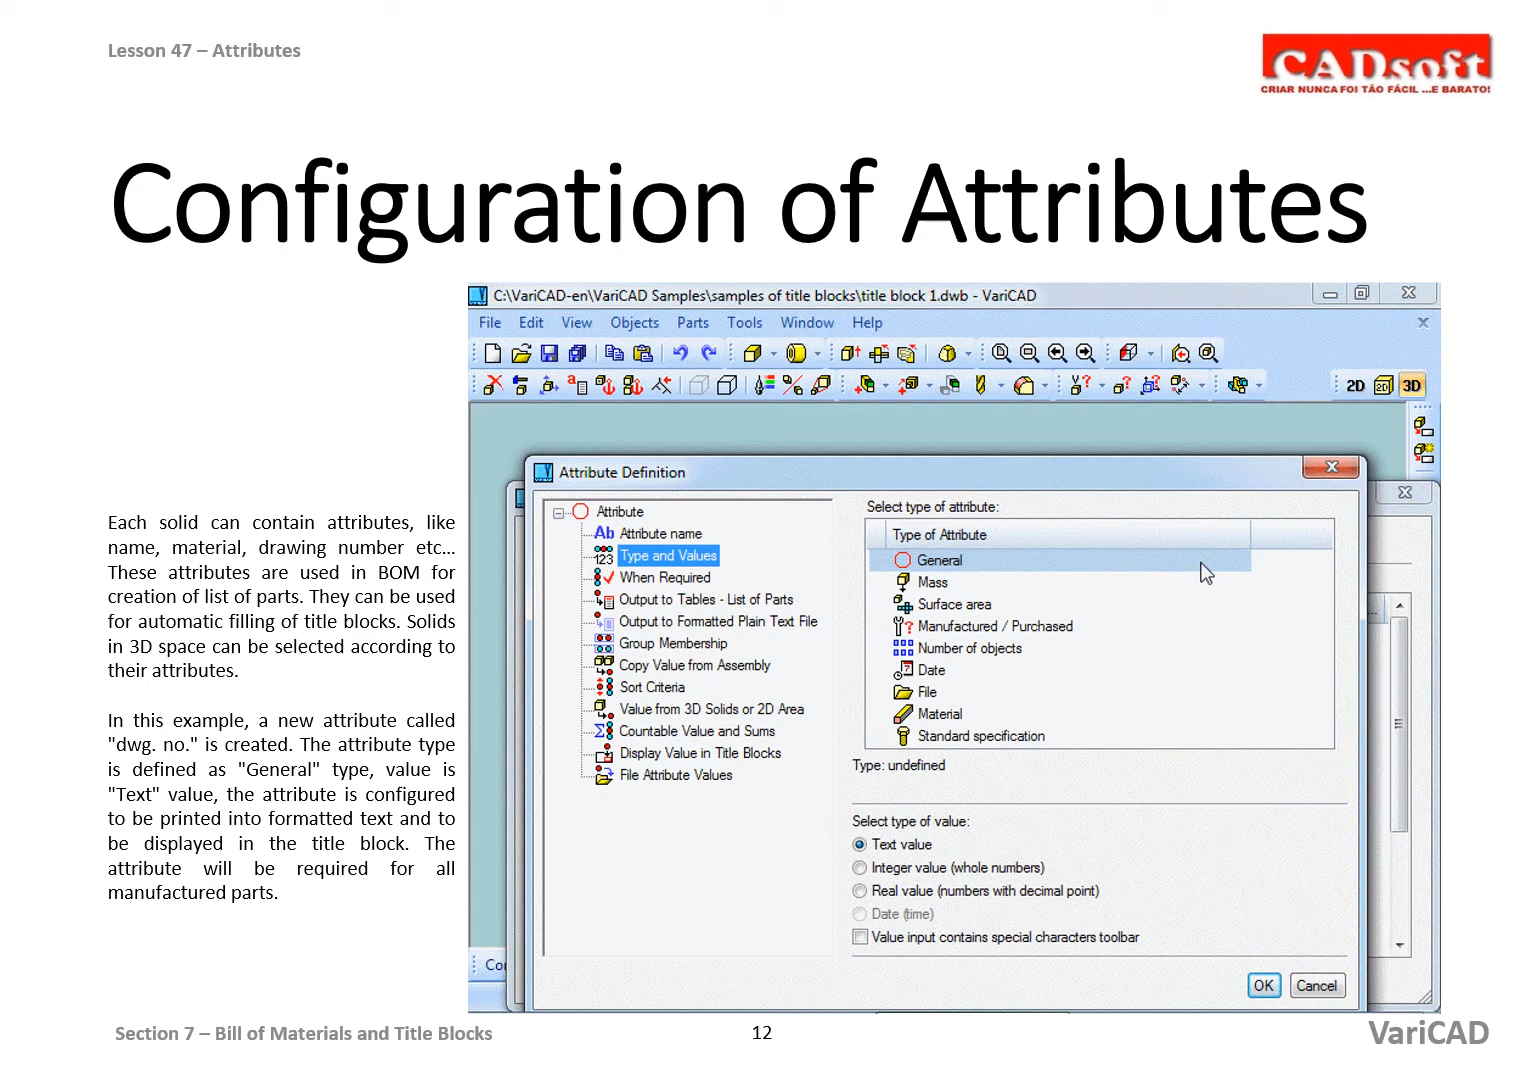 Lesson 47 – Attributes
CADsoft
CRIAR NUNCA FOI TÃO FÁCIL ...E BARATO!
Configuration of Attributes
Each solid can contain attributes, like
name, material, drawing number etc...
These attributes are used in BOM for
creation of list of parts. They can be used
for automatic filling of title blocks. Solids
in 3D space can be selected according to
their attributes.
In this example, a new attribute called
"dwg. no." is created. The attribute type
is defined as "General" type, value is
"Text" value, the attribute is configured
to be printed into formatted text and to
be displayed in the title block. The
attribute will be required for all
manufactured parts.
C:\VariCAD-en\VariCAD Samples\samples of title blocks\title block 1.dwb - VariCAD
File Edit View Objects Parts Tools Window Help
2D 2D 3D
Attribute Definition
Attribute
Ab Attribute name
123 Type and Values
When Required
Output to Tables - List of Parts
Output to Formatted Plain Text File
Group Membership
Copy Value from Assembly
Sort Criteria
Value from 3D Solids or 2D Area
Countable Value and Sums
Display Value in Title Blocks
File Attribute Values
Select type of attribute:
Type of Attribute
General
Mass
Surface area
Manufactured / Purchased
Number of objects
Date
File
Material
Standard specification
Type: undefined
Select type of value:
Text value
Integer value (whole numbers)
Real value (numbers with decimal point)
Date (time)
Value input contains special characters toolbar
OK Cancel
Section 7 – Bill of Materials and Title Blocks
12
VariCAD